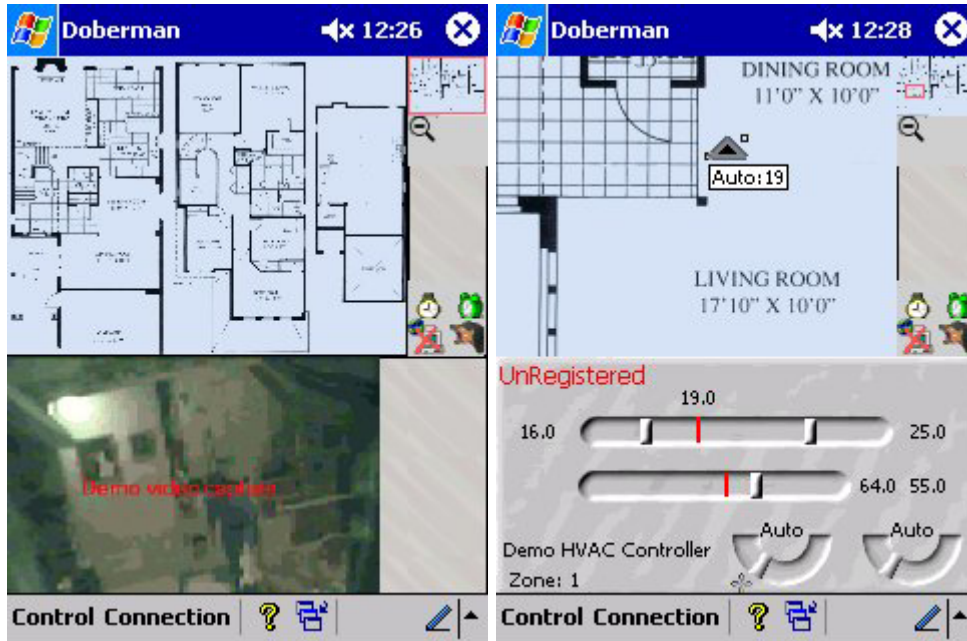 Doberman 12:26
Demo video capture
Control Connection
Doberman 12:28
DINING ROOM
11'0" X 10'0"
Auto:19
LIVING ROOM
17'10" X 10'0"
UnRegistered
19.0
16.0 25.0
64.0 55.0
Auto Auto
Demo HVAC Controller
Zone: 1
Control Connection